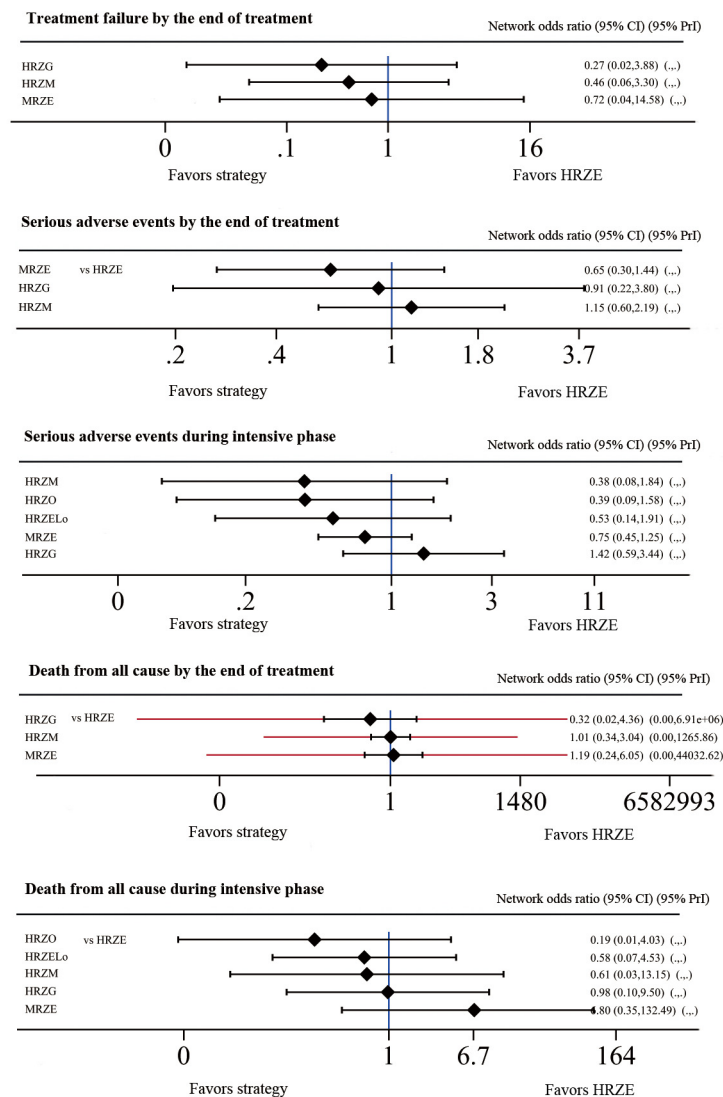 Treatment failure by the end of treatment
Network odds ratio (95% CI) (95% PrI)
HRZG 0.27 (0.02,3.88) (.,.)
HRZM 0.46 (0.06,3.30) (.,.)
MRZE 0.72 (0.04,14.58) (.,.)
0 .1 1 16
Favors strategy Favors HRZE
Serious adverse events by the end of treatment
Network odds ratio (95% CI) (95% PrI)
MRZE vs HRZE 0.65 (0.30,1.44) (.,.)
HRZG 0.91 (0.22,3.80) (.,.)
HRZM 1.15 (0.60,2.19) (.,.)
.2 .4 1 1.8 3.7
Favors strategy Favors HRZE
Serious adverse events during intensive phase
Network odds ratio (95% CI) (95% PrI)
HRZM 0.38 (0.08,1.84) (.,.)
HRZO 0.39 (0.09,1.58) (.,.)
HRZELo 0.53 (0.14,1.91) (.,.)
MRZE 0.75 (0.45,1.25) (.,.)
HRZG 1.42 (0.59,3.44) (.,.)
0 .2 1 3 11
Favors strategy Favors HRZE
Death from all cause by the end of treatment
Network odds ratio (95% CI) (95% PrI)
HRZG vs HRZE 0.32 (0.02,4.36) (0.00,6.91e+06)
HRZM 1.01 (0.34,3.04) (0.00,1265.86)
MRZE 1.19 (0.24,6.05) (0.00,44032.62)
0 1 1480 6582993
Favors strategy Favors HRZE
Death from all cause during intensive phase
Network odds ratio (95% CI) (95% PrI)
HRZO vs HRZE 0.19 (0.01,4.03) (.,.)
HRZELo 0.58 (0.07,4.53) (.,.)
HRZM 0.61 (0.03,13.15) (.,.)
HRZG 0.98 (0.10,9.50) (.,.)
MRZE (0.35,132.49) (.,.)
0 1 6.7 164
Favors strategy Favors HRZE